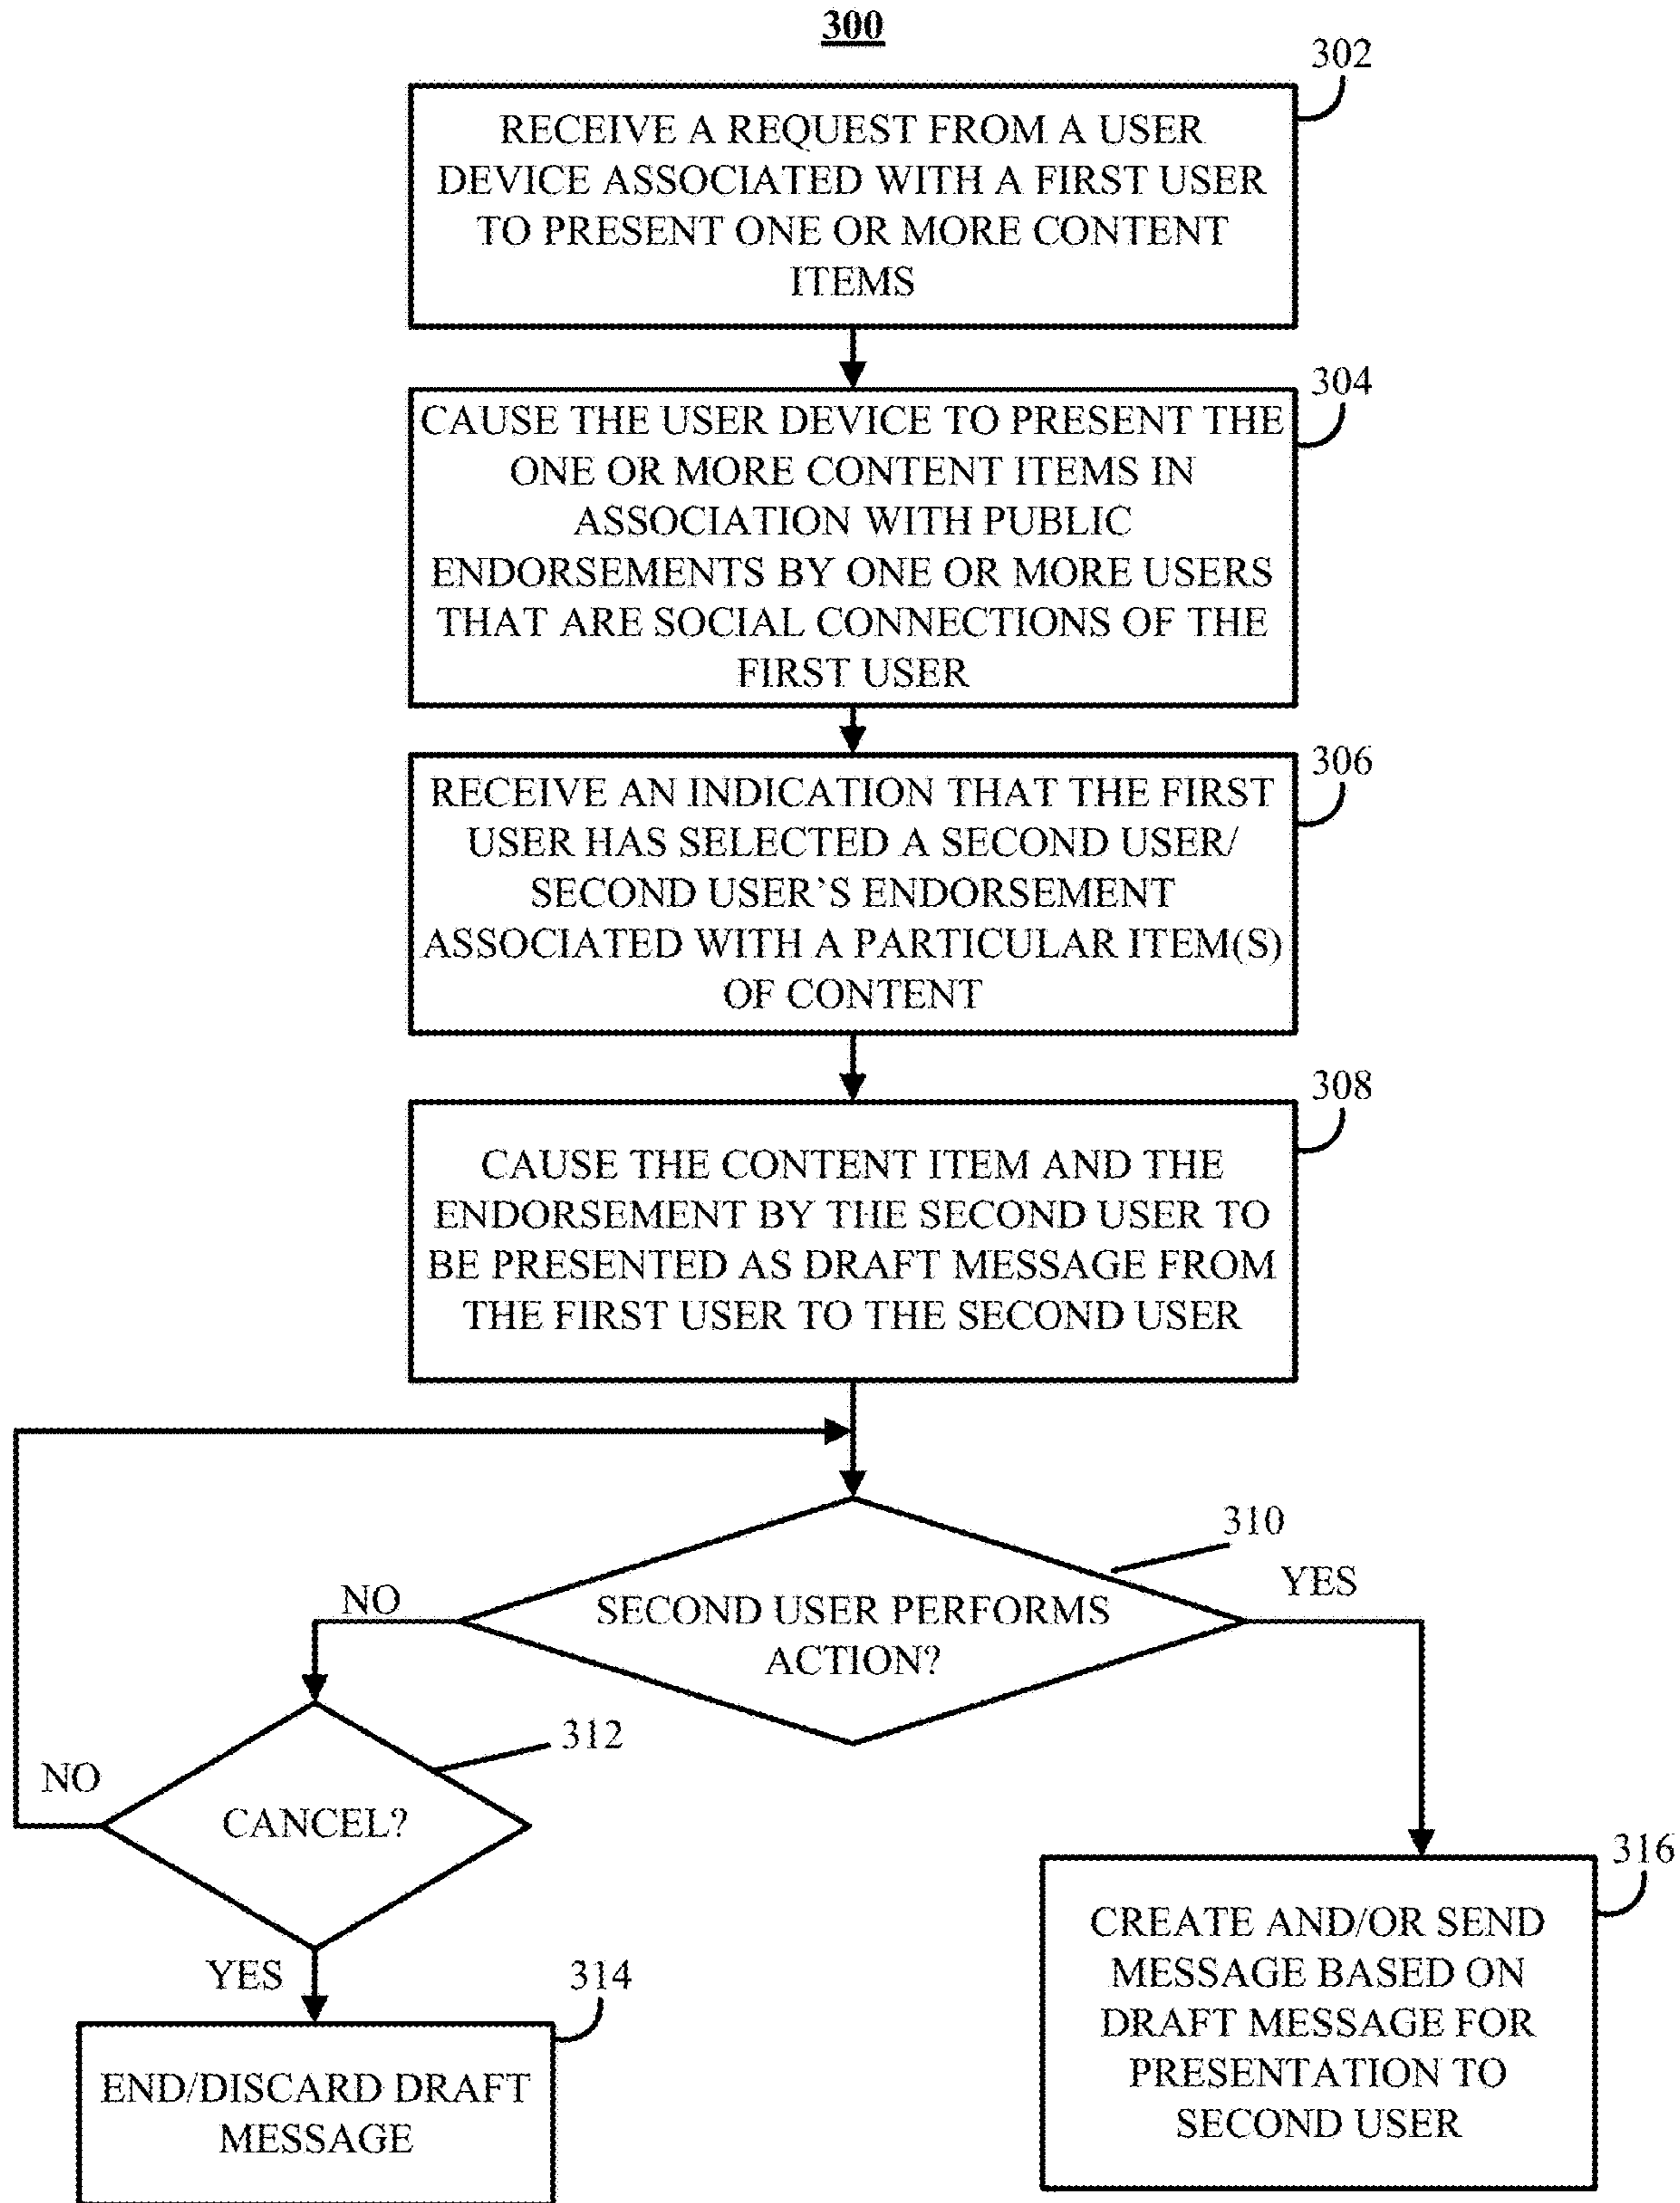 300
302
RECEIVE A REQUEST FROM A USER
DEVICE ASSOCIATED WITH A FIRST USER
TO PRESENT ONE OR MORE CONTENT
ITEMS
304
CAUSE THE USER DEVICE TO PRESENT THE
ONE OR MORE CONTENT ITEMS IN
ASSOCIATION WITH PUBLIC
ENDORSEMENTS BY ONE OR MORE USERS
THAT ARE SOCIAL CONNECTIONS OF THE
FIRST USER
306
RECEIVE AN INDICATION THAT THE FIRST
USER HAS SELECTED A SECOND USER/
SECOND USER'S ENDORSEMENT
ASSOCIATED WITH A PARTICULAR ITEM(S)
OF CONTENT
308
CAUSE THE CONTENT ITEM AND THE
ENDORSEMENT BY THE SECOND USER TO
BE PRESENTED AS DRAFT MESSAGE FROM
THE FIRST USER TO THE SECOND USER
310
NO
YES
SECOND USER PERFORMS
ACTION?
312
NO
CANCEL?
YES
314
END/DISCARD DRAFT
MESSAGE
316
CREATE AND/OR SEND
MESSAGE BASED ON
DRAFT MESSAGE FOR
PRESENTATION TO
SECOND USER